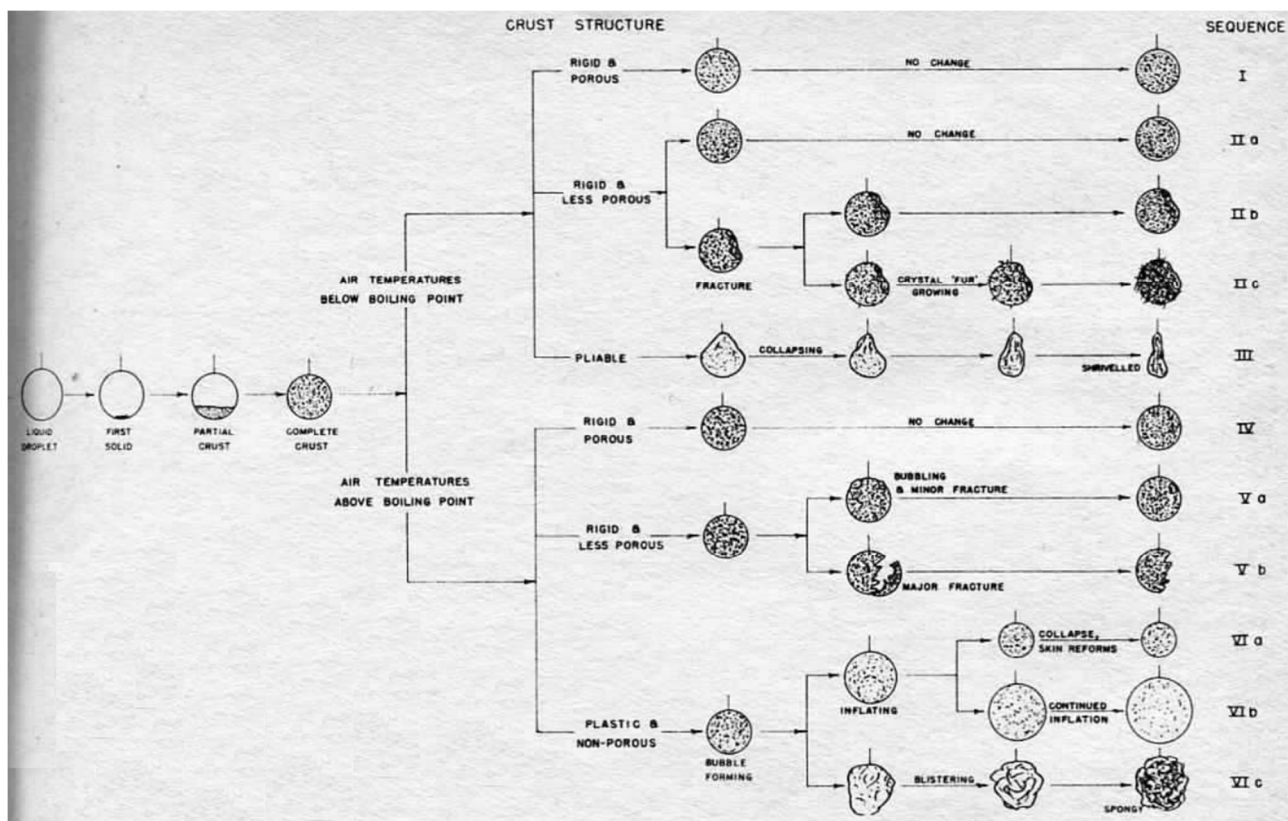 CRUST STRUCTURE
SEQUENCE
RIGID &
POROUS
NO CHANGE
I
NO CHANGE
II a
RIGID &
LESS POROUS
II b
FRACTURE
CRYSTAL 'FUR'
GROWING
II c
AIR TEMPERATURES
BELOW BOILING POINT
PLIABLE
COLLAPSING
SHRIVELLED
III
LIQUID
DROPLET
FIRST
SOLID
PARTIAL
CRUST
COMPLETE
CRUST
RIGID &
POROUS
NO CHANGE
IV
AIR TEMPERATURES
ABOVE BOILING POINT
BUBBLING
& MINOR FRACTURE
V a
RIGID &
LESS POROUS
MAJOR FRACTURE
V b
COLLAPSE,
SKIN REFORMS
VI a
INFLATING
CONTINUED
INFLATION
VI b
PLASTIC &
NON-POROUS
BUBBLE
FORMING
BLISTERING
SPONGY
VI c